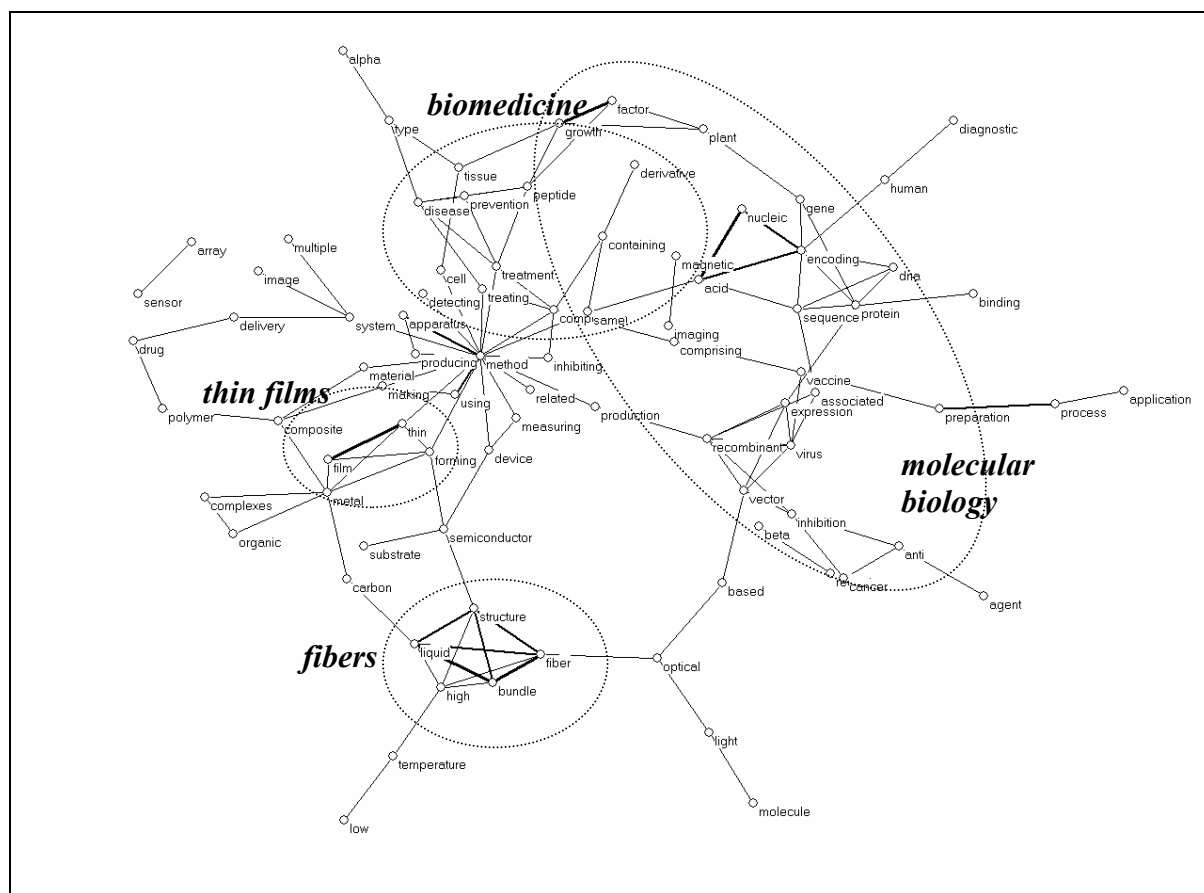 alpha
biomedicine
factor
type
growth
plant
diagnostic
tissue
derivative
human
peptide
prevention
disease
gene
nucleic
array
multiple
containing
encoding
magnetic
image
cell
treatment
acid
dna
sensor
detecting
treating
binding
delivery
system
apparatus
same
imaging
sequence
protein
drug
comprising
producing
method
inhibiting
material
vaccine
thin films
making
using
related
associated
application
polymer
composite
production
expression
preparation
process
thin
measuring
film
forming
device
recombinant
virus
molecular
biology
complexes
metal
vector
inhibition
organic
semiconductor
beta
substrate
anti
carbon
cancer
based
agent
structure
fibers
liquid
fiber
optical
high
bundle
light
temperature
molecule
low